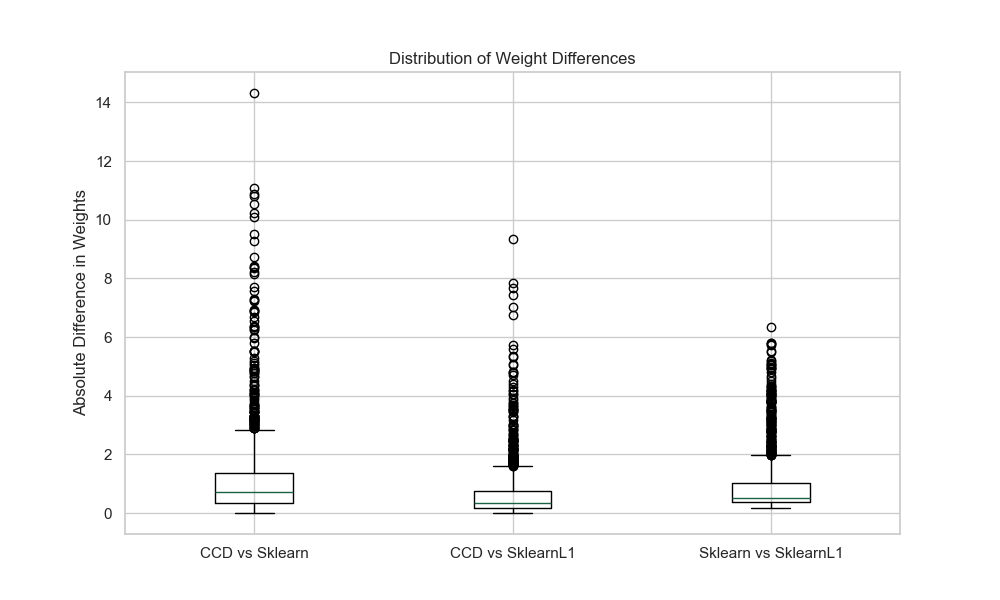 Distribution of Weight Differences
Absolute Difference in Weights
14
12
10
8
6
4
2
0
CCD vs Sklearn
CCD vs SklearnL1
Sklearn vs SklearnL1